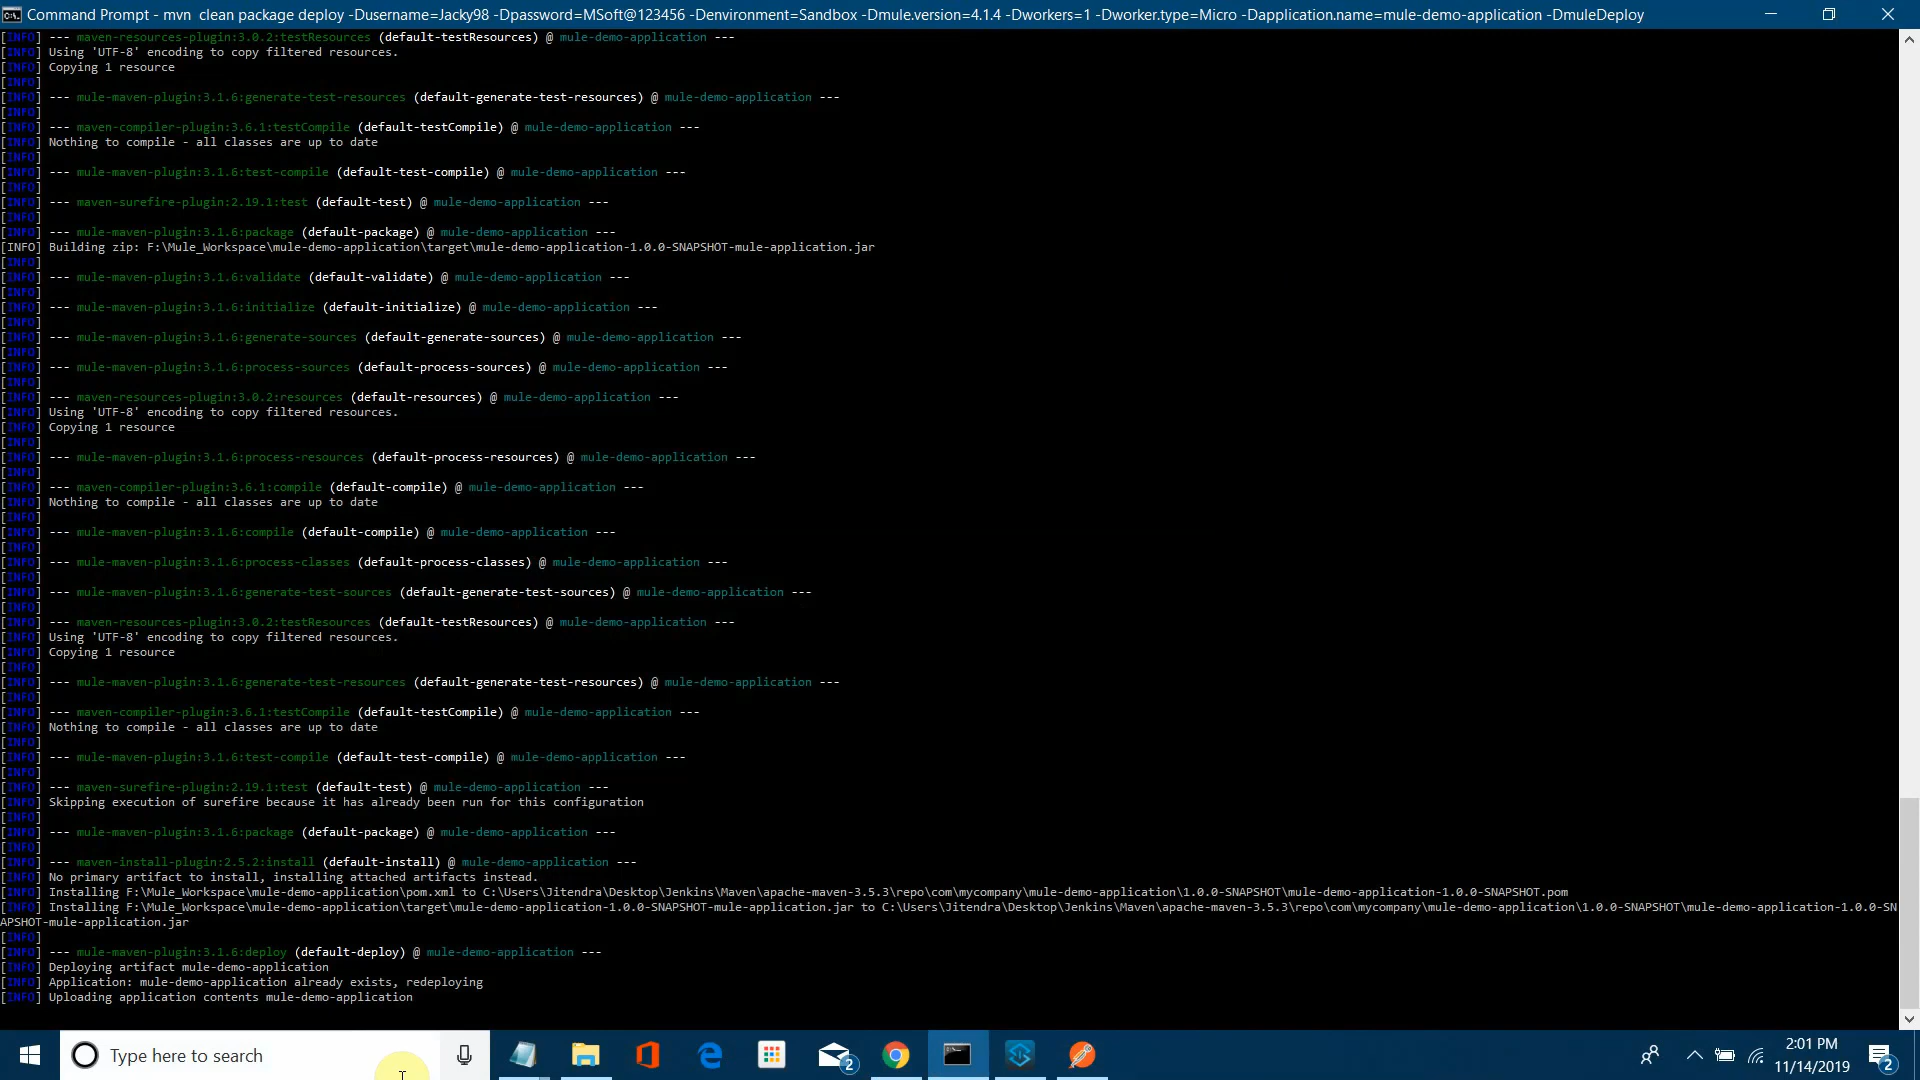 Command Prompt - mvn  clean package deploy -Dusername=Jacky98 -Dpassword=MSoft@123456 -Denvironment=Sandbox -Dmule.version=4.1.4 -Dworkers=1 -Dworker.type=Micro -Dapplication.name=mule-demo-application -DmuleDeploy
[INFO] --- maven-resources-plugin:3.0.2:testResources (default-testResources) @ mule-demo-application ---
[INFO] Using 'UTF-8' encoding to copy filtered resources.
[INFO] Copying 1 resource
[INFO]
[INFO] --- mule-maven-plugin:3.1.6:generate-test-resources (default-generate-test-resources) @ mule-demo-application ---
[INFO]
[INFO] --- maven-compiler-plugin:3.6.1:testCompile (default-testCompile) @ mule-demo-application ---
[INFO] Nothing to compile - all classes are up to date
[INFO]
[INFO] --- mule-maven-plugin:3.1.6:test-compile (default-test-compile) @ mule-demo-application ---
[INFO]
[INFO] --- maven-surefire-plugin:2.19.1:test (default-test) @ mule-demo-application ---
[INFO]
[INFO] --- mule-maven-plugin:3.1.6:package (default-package) @ mule-demo-application ---
[INFO] Building zip: F:\Mule_Workspace\mule-demo-application\target\mule-demo-application-1.0.0-SNAPSHOT-mule-application.jar
[INFO]
[INFO] --- mule-maven-plugin:3.1.6:validate (default-validate) @ mule-demo-application ---
[INFO]
[INFO] --- mule-maven-plugin:3.1.6:initialize (default-initialize) @ mule-demo-application ---
[INFO]
[INFO] --- mule-maven-plugin:3.1.6:generate-sources (default-generate-sources) @ mule-demo-application ---
[INFO]
[INFO] --- mule-maven-plugin:3.1.6:process-sources (default-process-sources) @ mule-demo-application ---
[INFO]
[INFO] --- maven-resources-plugin:3.0.2:resources (default-resources) @ mule-demo-application ---
[INFO] Using 'UTF-8' encoding to copy filtered resources.
[INFO] Copying 1 resource
[INFO]
[INFO] --- mule-maven-plugin:3.1.6:process-resources (default-process-resources) @ mule-demo-application ---
[INFO]
[INFO] --- maven-compiler-plugin:3.6.1:compile (default-compile) @ mule-demo-application ---
[INFO] Nothing to compile - all classes are up to date
[INFO]
[INFO] --- mule-maven-plugin:3.1.6:compile (default-compile) @ mule-demo-application ---
[INFO]
[INFO] --- mule-maven-plugin:3.1.6:process-classes (default-process-classes) @ mule-demo-application ---
[INFO]
[INFO] --- mule-maven-plugin:3.1.6:generate-test-sources (default-generate-test-sources) @ mule-demo-application ---
[INFO]
[INFO] --- maven-resources-plugin:3.0.2:testResources (default-testResources) @ mule-demo-application ---
[INFO] Using 'UTF-8' encoding to copy filtered resources.
[INFO] Copying 1 resource
[INFO]
[INFO] --- mule-maven-plugin:3.1.6:generate-test-resources (default-generate-test-resources) @ mule-demo-application ---
[INFO]
[INFO] --- maven-compiler-plugin:3.6.1:testCompile (default-testCompile) @ mule-demo-application ---
[INFO] Nothing to compile - all classes are up to date
[INFO]
[INFO] --- mule-maven-plugin:3.1.6:test-compile (default-test-compile) @ mule-demo-application ---
[INFO]
[INFO] --- maven-surefire-plugin:2.19.1:test (default-test) @ mule-demo-application ---
[INFO] Skipping execution of surefire because it has already been run for this configuration
[INFO]
[INFO] --- mule-maven-plugin:3.1.6:package (default-package) @ mule-demo-application ---
[INFO]
[INFO] --- maven-install-plugin:2.5.2:install (default-install) @ mule-demo-application ---
[INFO] No primary artifact to install, installing attached artifacts instead.
[INFO] Installing F:\Mule_Workspace\mule-demo-application\pom.xml to C:\Users\Jitendra\Desktop\Jenkins\Maven\apache-maven-3.5.3\repo\com\mycompany\mule-demo-application\1.0.0-SNAPSHOT\mule-demo-application-1.0.0-SNAPSHOT.pom
[INFO] Installing F:\Mule_Workspace\mule-demo-application\target\mule-demo-application-1.0.0-SNAPSHOT-mule-application.jar to C:\Users\Jitendra\Desktop\Jenkins\Maven\apache-maven-3.5.3\repo\com\mycompany\mule-demo-application\1.0.0-SNAPSHOT\mule-demo-application-1.0.0-SN
APSHOT-mule-application.jar
[INFO]
[INFO] --- mule-maven-plugin:3.1.6:deploy (default-deploy) @ mule-demo-application ---
[INFO] Deploying artifact mule-demo-application
[INFO] Application: mule-demo-application already exists, redeploying
[INFO] Uploading application contents mule-demo-application
Type here to search
2
2:01 PM
11/14/2019
2